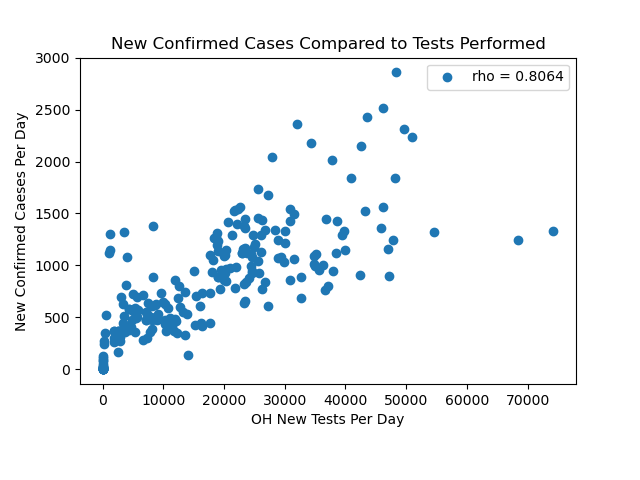 New Confirmed Cases Compared to Tests Performed
rho = 0.8064
3000
2500
2000
1500
1000
500
0
New Confirmed Caeses Per Day
0 10000 20000 30000 40000 50000 60000 70000
OH New Tests Per Day